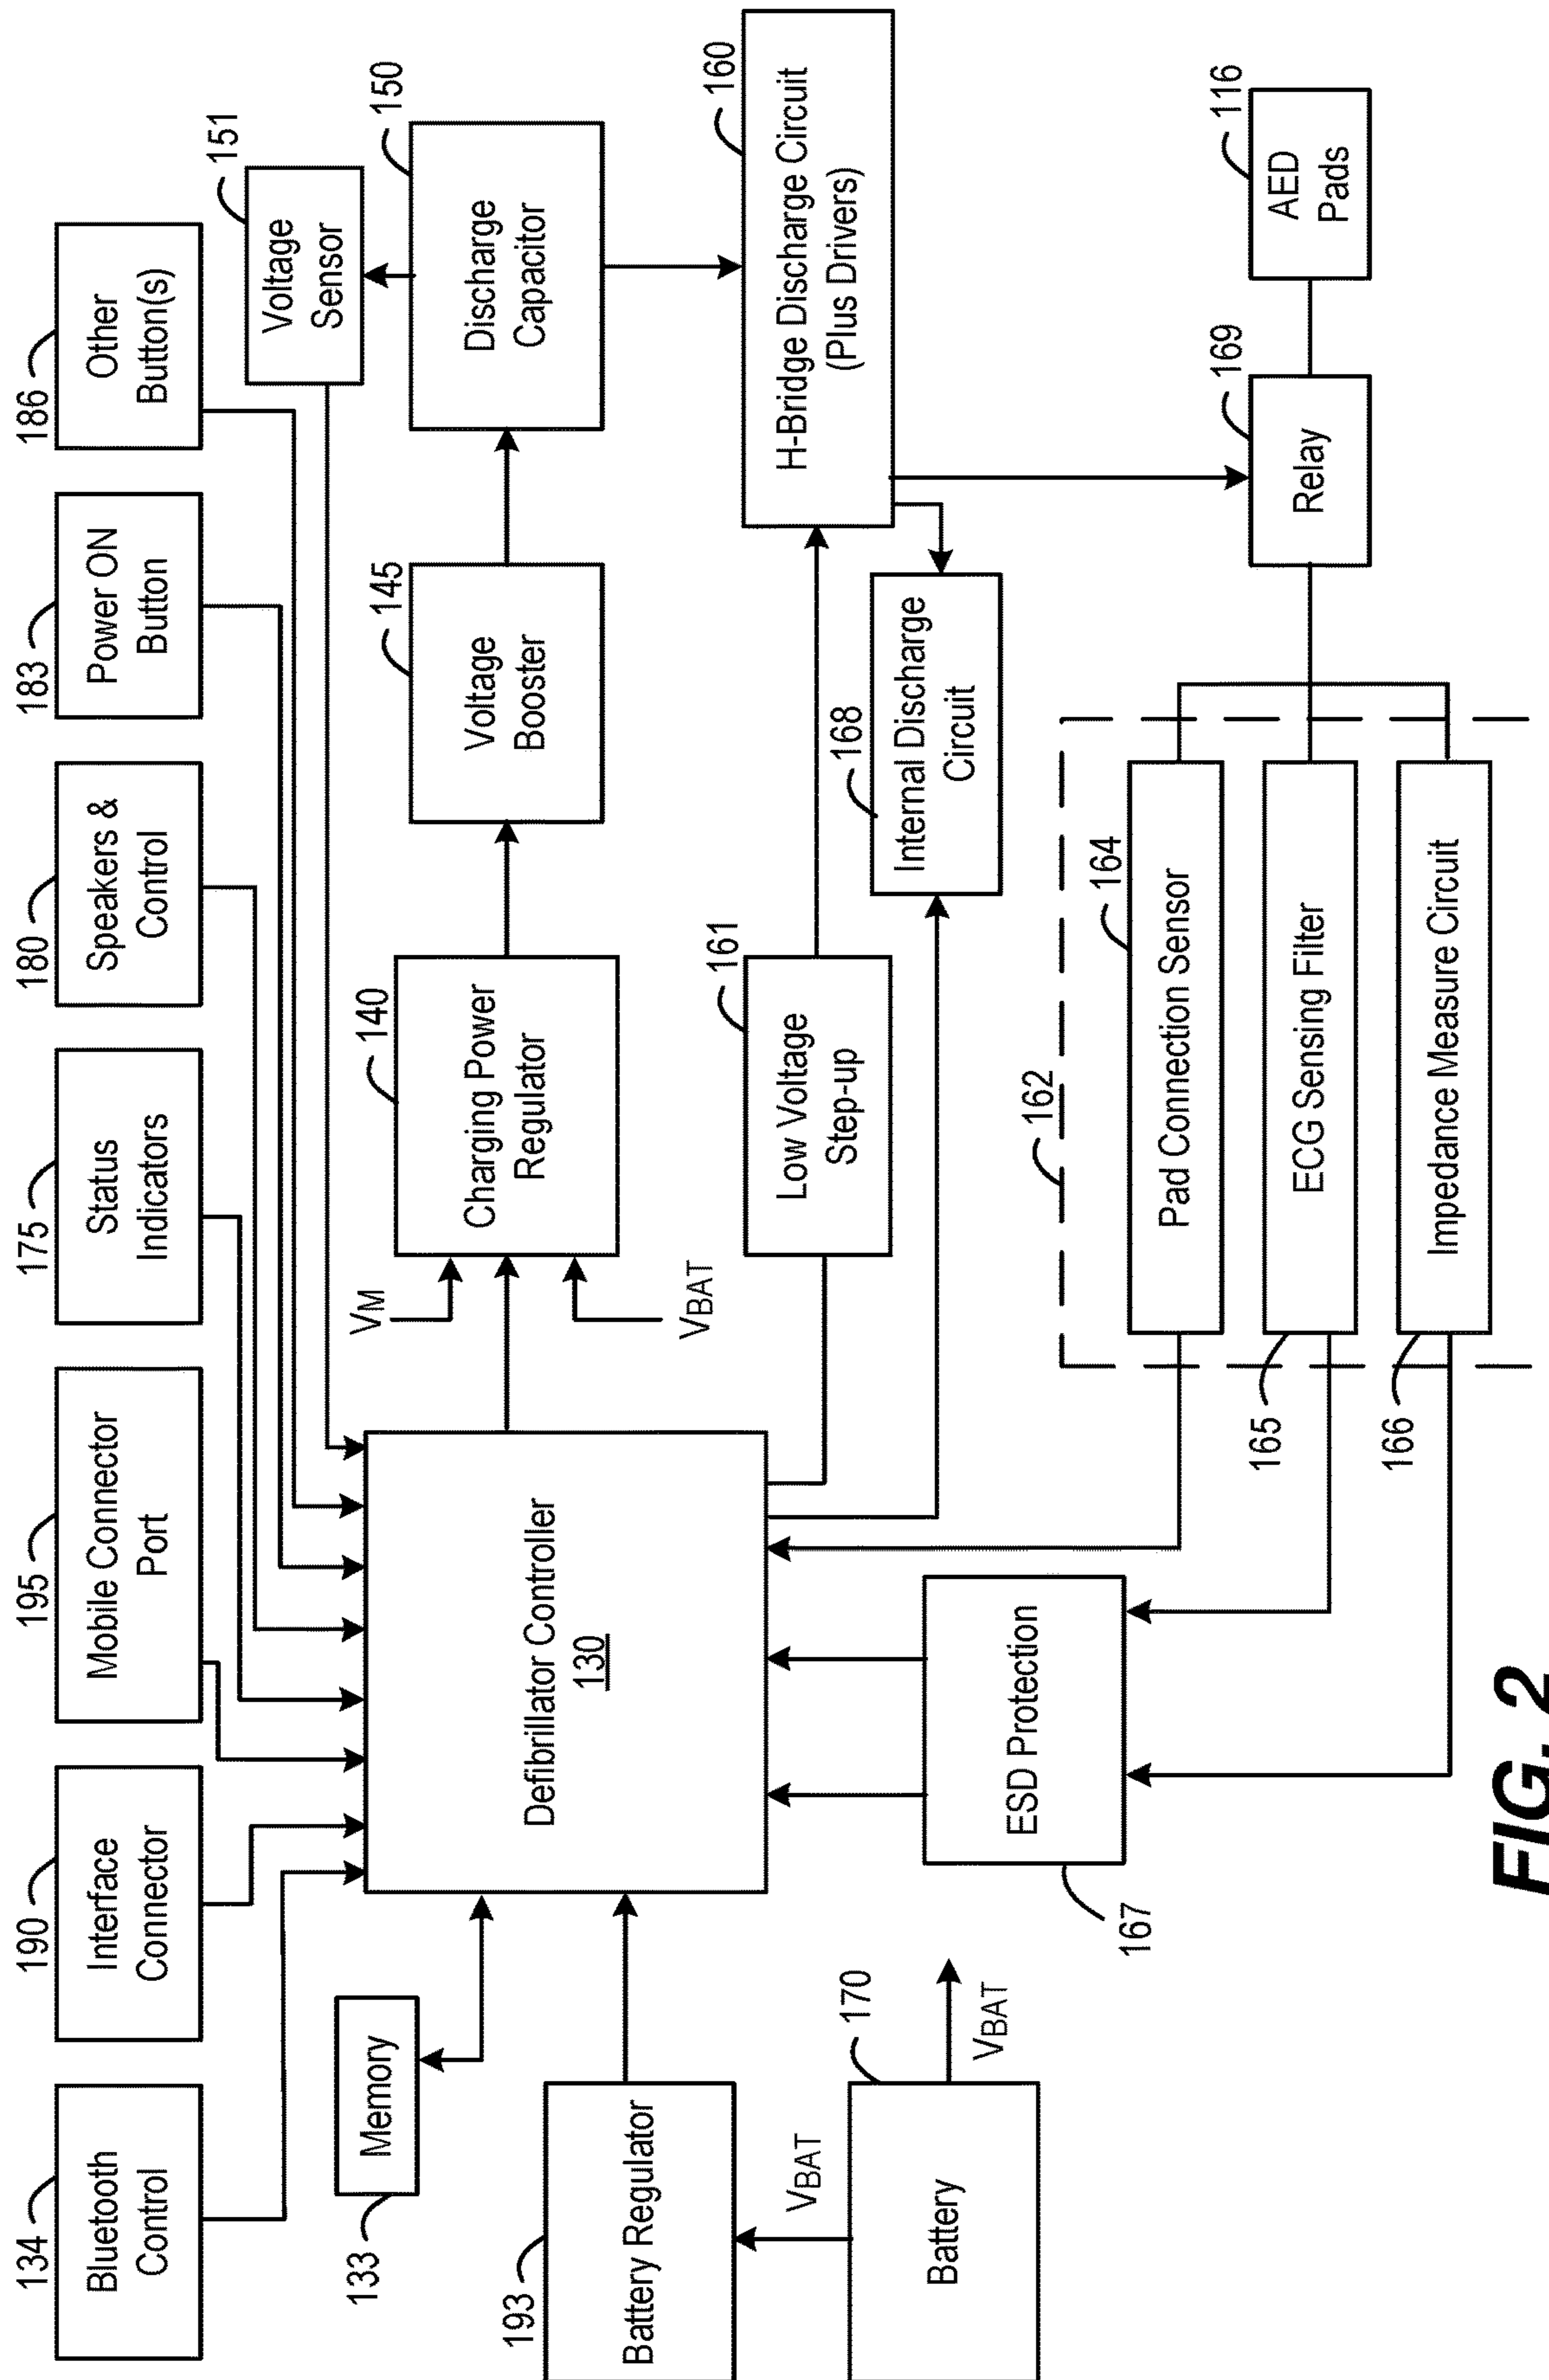 134
Bluetooth
Control
190
Interface
Connector
195
Mobile Connector
Port
175
Status
Indicators
180
Speakers &
Control
183
Power ON
Button
186
Other
Button(s)
151
Voltage
Sensor
133
Memory
193
Battery Regulator
VBAT
170
Battery
VBAT
Defibrillator Controller
130
VM
VBAT
140
Charging Power
Regulator
145
Voltage
Booster
150
Discharge
Capacitor
161
Low Voltage
Step-up
160
H-Bridge Discharge Circuit
(Plus Drivers)
168
Internal Discharge
Circuit
167
ESD Protection
162
164
Pad Connection Sensor
165
ECG Sensing Filter
166
Impedance Measure Circuit
169
Relay
116
AED
Pads
FIG. 2